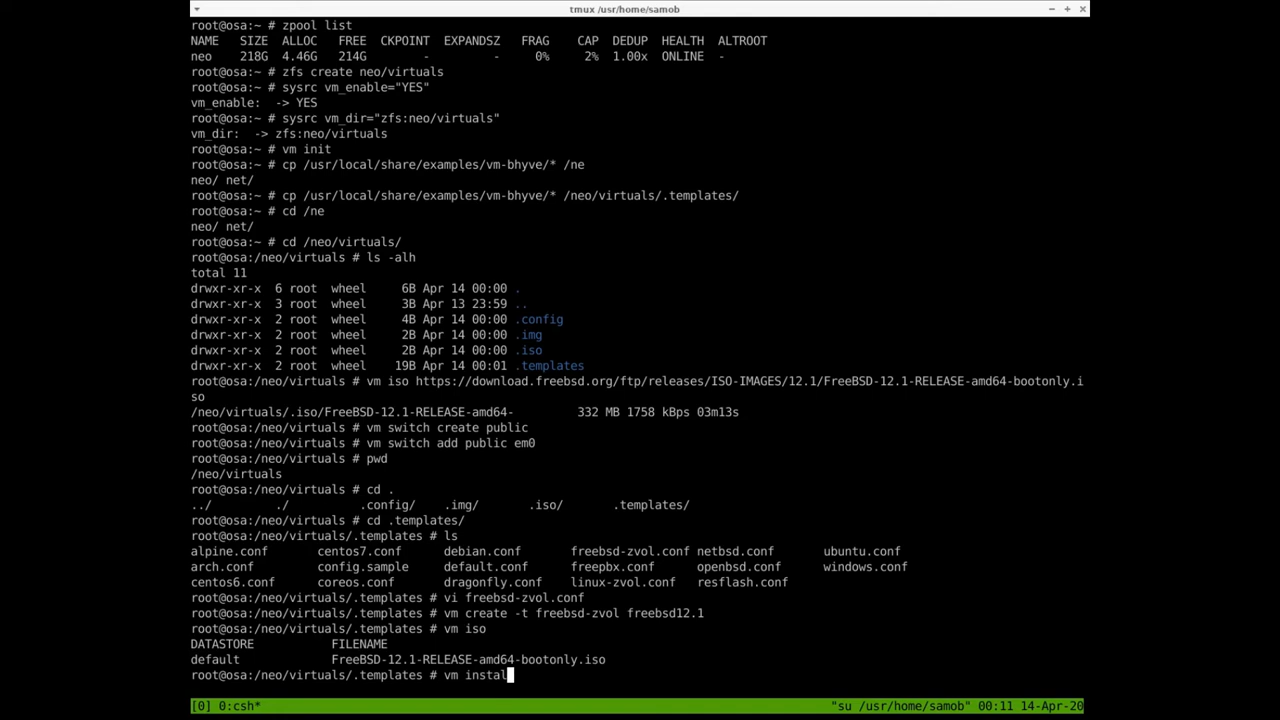 tmux /usr/home/samob
root@osa:~ # zpool list
NAME   SIZE  ALLOC   FREE  CKPOINT  EXPANDSZ   FRAG    CAP  DEDUP  HEALTH  ALTROOT
neo    218G  4.46G   214G        -         -     0%     2%  1.00x  ONLINE  -
root@osa:~ # zfs create neo/virtuals
root@osa:~ # sysrc vm_enable="YES"
vm_enable:  -> YES
root@osa:~ # sysrc vm_dir="zfs:neo/virtuals"
vm_dir:  -> zfs:neo/virtuals
root@osa:~ # vm init
root@osa:~ # cp /usr/local/share/examples/vm-bhyve/* /ne
neo/ net/
root@osa:~ # cp /usr/local/share/examples/vm-bhyve/* /neo/virtuals/.templates/
root@osa:~ # cd /ne
neo/ net/
root@osa:~ # cd /neo/virtuals/
root@osa:/neo/virtuals # ls -alh
total 11
drwxr-xr-x  6 root  wheel     6B Apr 14 00:00 .
drwxr-xr-x  3 root  wheel     3B Apr 13 23:59 ..
drwxr-xr-x  2 root  wheel     4B Apr 14 00:00 .config
drwxr-xr-x  2 root  wheel     2B Apr 14 00:00 .img
drwxr-xr-x  2 root  wheel     2B Apr 14 00:00 .iso
drwxr-xr-x  2 root  wheel    19B Apr 14 00:01 .templates
root@osa:/neo/virtuals # vm iso https://download.freebsd.org/ftp/releases/ISO-IMAGES/12.1/FreeBSD-12.1-RELEASE-amd64-bootonly.i
so
/neo/virtuals/.iso/FreeBSD-12.1-RELEASE-amd64-         332 MB 1758 kBps 03m13s
root@osa:/neo/virtuals # vm switch create public
root@osa:/neo/virtuals # vm switch add public em0
root@osa:/neo/virtuals # pwd
/neo/virtuals
root@osa:/neo/virtuals # cd .
../         ./          .config/    .img/       .iso/       .templates/
root@osa:/neo/virtuals # cd .templates/
root@osa:/neo/virtuals/.templates # ls
alpine.conf       centos7.conf      debian.conf       freebsd-zvol.conf netbsd.conf       ubuntu.conf
arch.conf         config.sample     default.conf      freepbx.conf      openbsd.conf      windows.conf
centos6.conf      coreos.conf       dragonfly.conf    linux-zvol.conf   resflash.conf
root@osa:/neo/virtuals/.templates # vi freebsd-zvol.conf
root@osa:/neo/virtuals/.templates # vm create -t freebsd-zvol freebsd12.1
root@osa:/neo/virtuals/.templates # vm iso
DATASTORE           FILENAME
default             FreeBSD-12.1-RELEASE-amd64-bootonly.iso
root@osa:/neo/virtuals/.templates # vm instal
[0] 0:csh* "su /usr/home/samob" 00:11 14-Apr-20